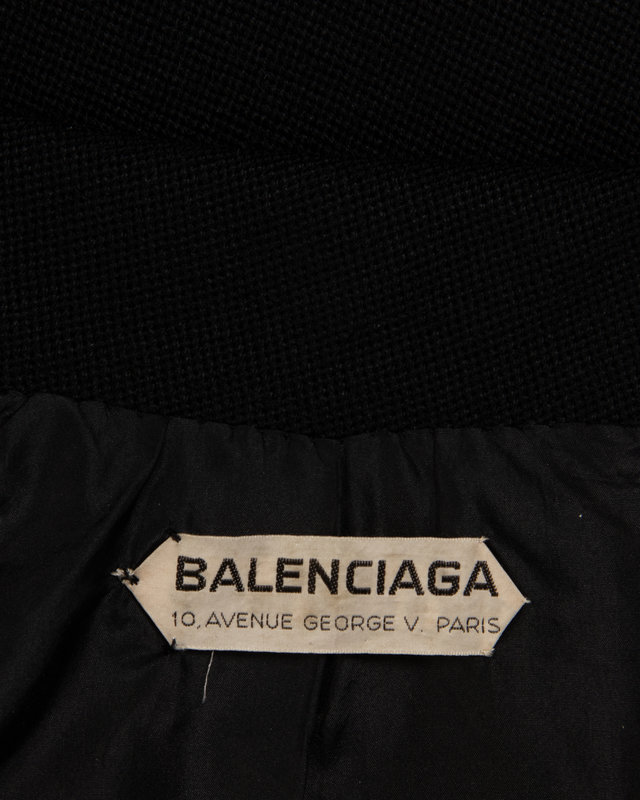 BALENCIAGA
10, AVENUE GEORGE V. PARIS